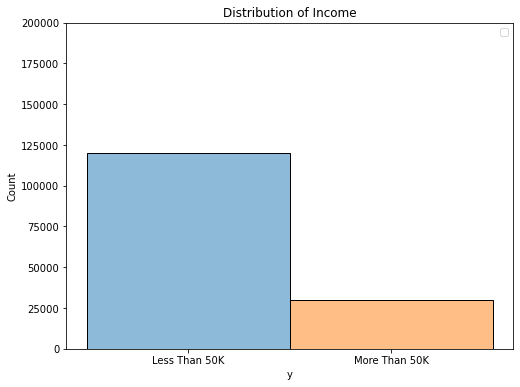 Distribution of Income
200000
175000
150000
125000
100000
75000
50000
25000
0
Count
Less Than 50K
More Than 50K
y